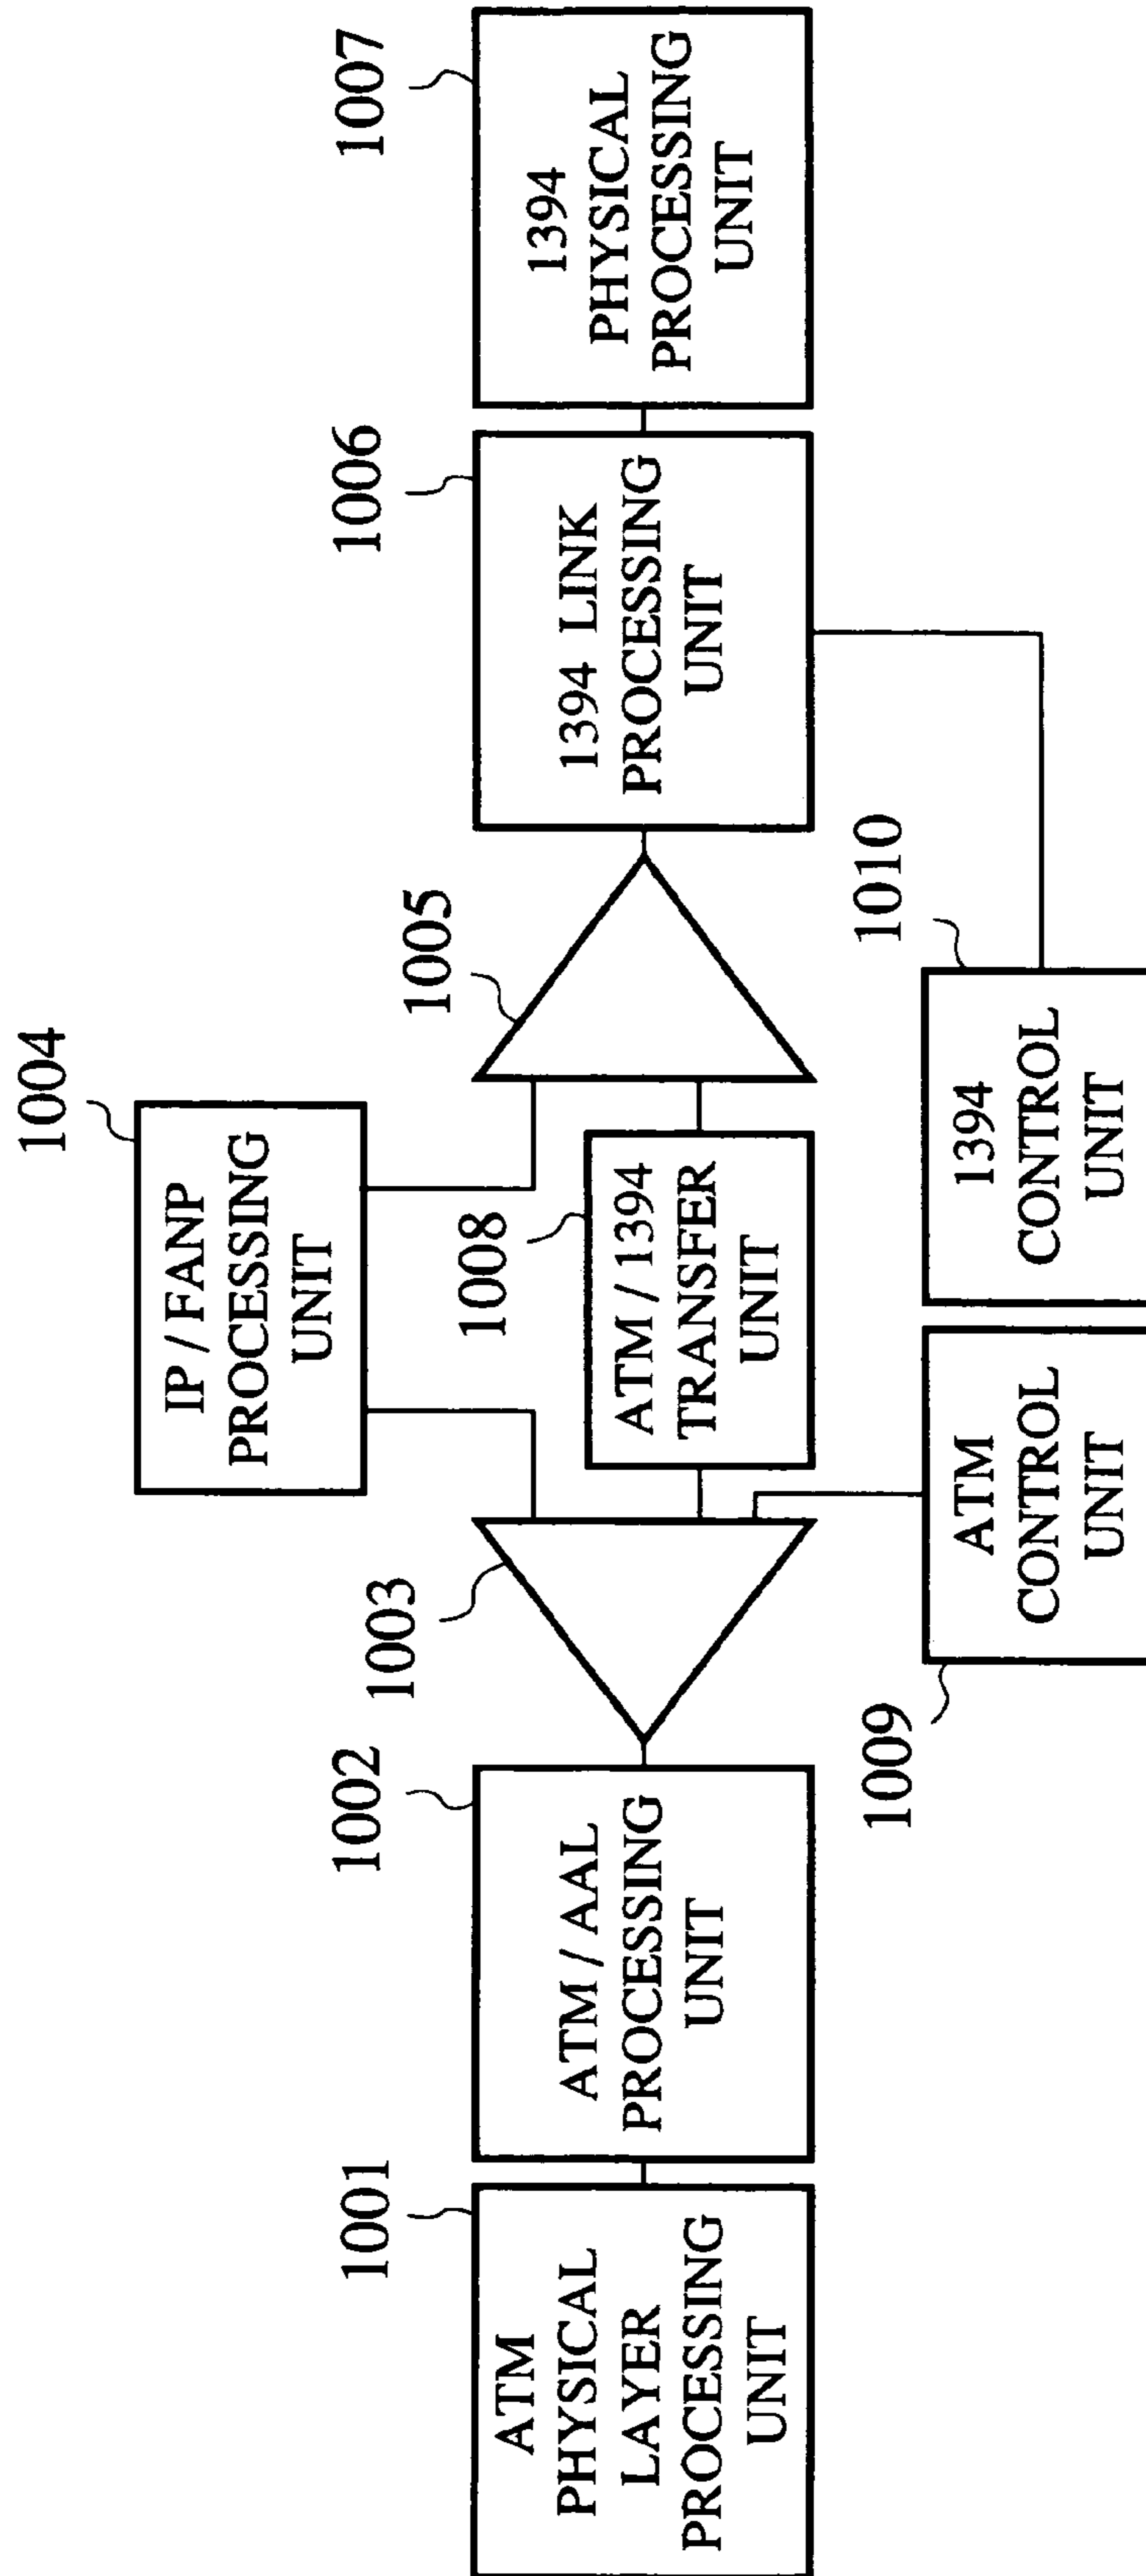 1001
ATM
PHYSICAL
LAYER
PROCESSING
UNIT
1002
ATM / AAL
PROCESSING
UNIT
1003
1004
IP / FANP
PROCESSING
UNIT
1008
ATM / 1394
TRANSFER
UNIT
1005
1006
1394 LINK
PROCESSING
UNIT
1007
1394
PHYSICAL
PROCESSING
UNIT
1009
ATM
CONTROL
UNIT
1010
1394
CONTROL
UNIT